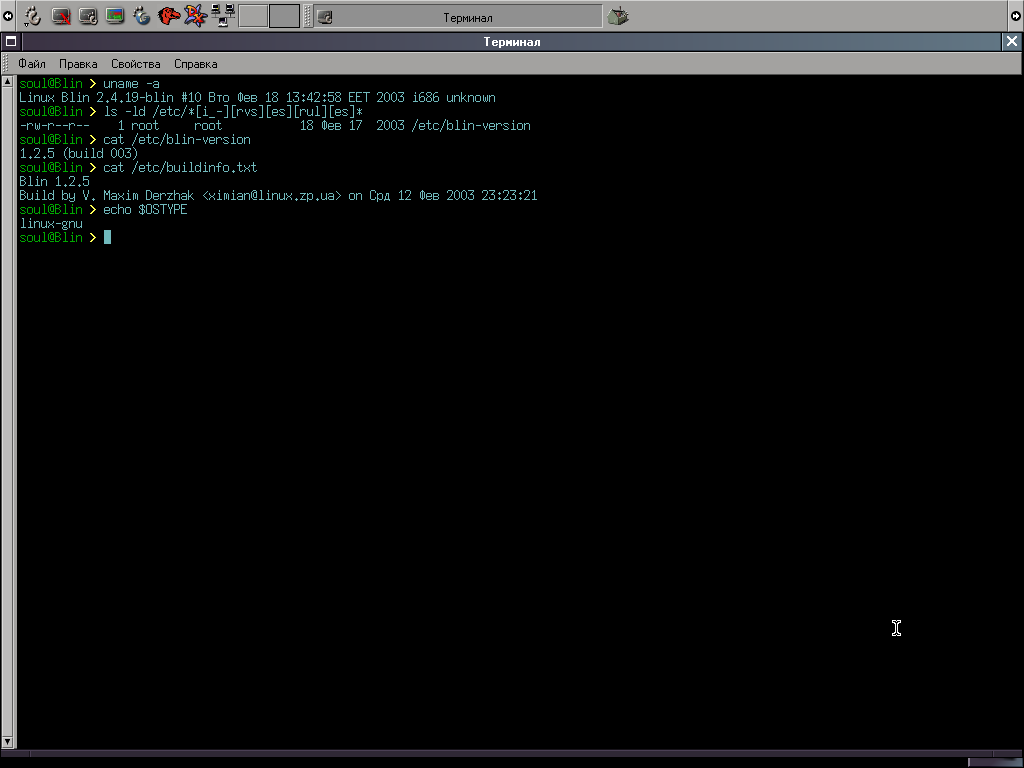 Терминал
Терминал
Файл Правка Свойства Справка
soul@Blin > uname -a
Linux Blin 2.4.19-blin #10 Вто Фев 18 13:42:58 EET 2003 i686 unknown
soul@Blin > ls -ld /etc/*[i_-][rvs][es][rul][es]*
-rw-r--r-- 1 root root 18 Фев 17 2003 /etc/blin-version
soul@Blin > cat /etc/blin-version
1.2.5 (build 003)
soul@Blin > cat /etc/buildinfo.txt
Blin 1.2.5
Build by V. Maxim Derzhak <ximian@linux.zp.ua> on Срд 12 Фев 2003 23:23:21
soul@Blin > echo $OSTYPE
linux-gnu
soul@Blin >